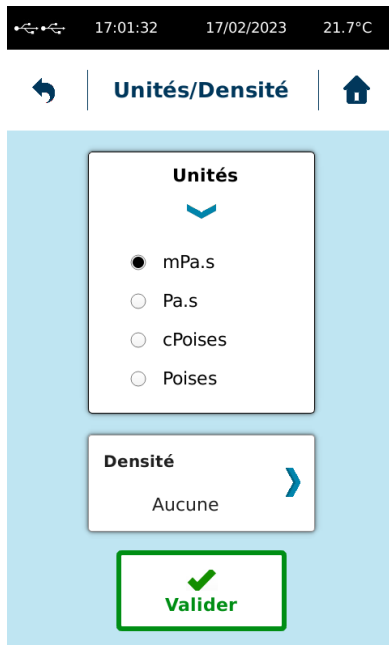 17:01:32 17/02/2023 21.7°C
Unités/Densité
Unités
mPa.s
Pa.s
cPoises
Poises
Densité
Aucune
Valider